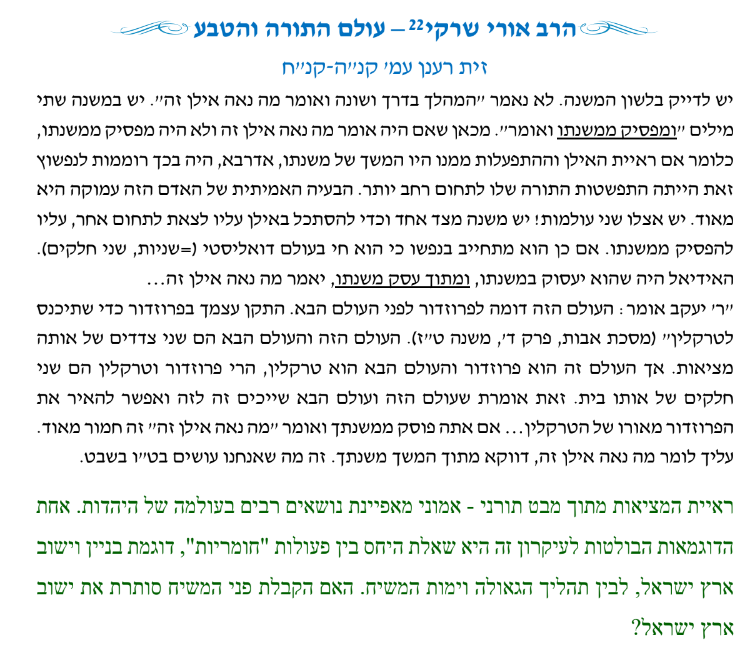 הרב אורי שרקי22 – עולם התורה והטבע
זית רענן עמ' קנ"ה-קנ"ח
יש לדייק בלשון המשנה. לא נאמר "המהלך בדרך ושונה ואומר מה נאה אילן זה". יש במשנה שתי
מילים "ומפסיק ממשנתו ואומר". מכאן שאם היה אומר מה נאה אילן זה ולא היה מפסיק ממשנתו,
כלומר אם ראיית האילן וההתפעלות ממנו היו המשך של משנתו, אדרבא, היה בכך רוממות לנפשוץ
זאת הייתה התפשטות התורה שלו לתחום רחב יותר. הבעיה האמיתית של האדם הזה עמוקה היא
מאוד. יש אצלו שני עולמות! יש משנה מצד אחד וכדי להסתכל באילן עליו לצאת לתחום אחר, עליו
להפסיק ממשנתו. אם כן הוא מתחייב בנפשו כי הוא חי בעולם דואליסטי (=שניות, שני חלקים).
האידיאל היה שהוא יעסוק במשנתו, ומתוך עסק משנתו, יאמר מה נאה אילן זה...
"ר' יעקב אומר: העולם הזה דומה לפרוזדור לפני העולם הבא. התקן עצמך בפרוזדור כדי שתיכנס
לטרקלין" (מסכת אבות, פרק ד', משנה ט"ז). העולם הזה והעולם הבא הם שני צדדים של אותה
מציאות. אך העולם זה הוא פרוזדור והעולם הבא הוא טרקלין, הרי פרוזדור וטרקלין הם שני
חלקים של אותו בית. זאת אומרת שעולם הזה ועולם הבא שייכים זה לזה ואפשר להאיר את
הפרוזדור מאורו של הטרקלין... אם אתה פוסק ממשנתך ואומר "מה נאה אילן זה" זה חמור מאוד.
עליך לומר מה נאה אילן זה, דווקא מתוך המשך משנתך. זה מה שאנחנו עושים בט"ו בשבט.
ראיית המציאות מתוך מבט תורני - אמוני מאפיינת נושאים רבים בעולמה של היהדות. אחת
הדוגמאות הבולטות לעיקרון זה היא שאלת היחס בין פעולות "חומריות", דוגמת בניין וישוב
ארץ ישראל, לבין תהליך הגאולה וימות המשיח. האם הקבלת פני המשיח סותרת את ישוב
ארץ ישראל?